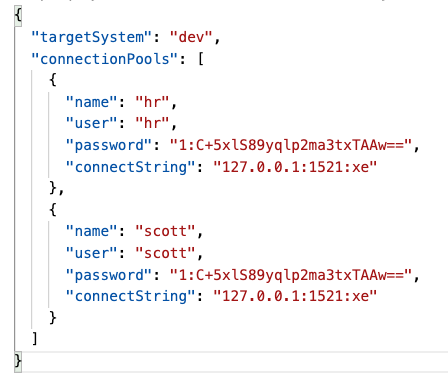 {
  "targetSystem": "dev",
  "connectionPools": [
    {
      "name": "hr",
      "user": "hr",
      "password": "1:C+5xlS89yqlp2ma3txTAAw==",
      "connectString": "127.0.0.1:1521:xe"
    },
    {
      "name": "scott",
      "user": "scott",
      "password": "1:C+5xlS89yqlp2ma3txTAAw==",
      "connectString": "127.0.0.1:1521:xe"
    }
  ]
}